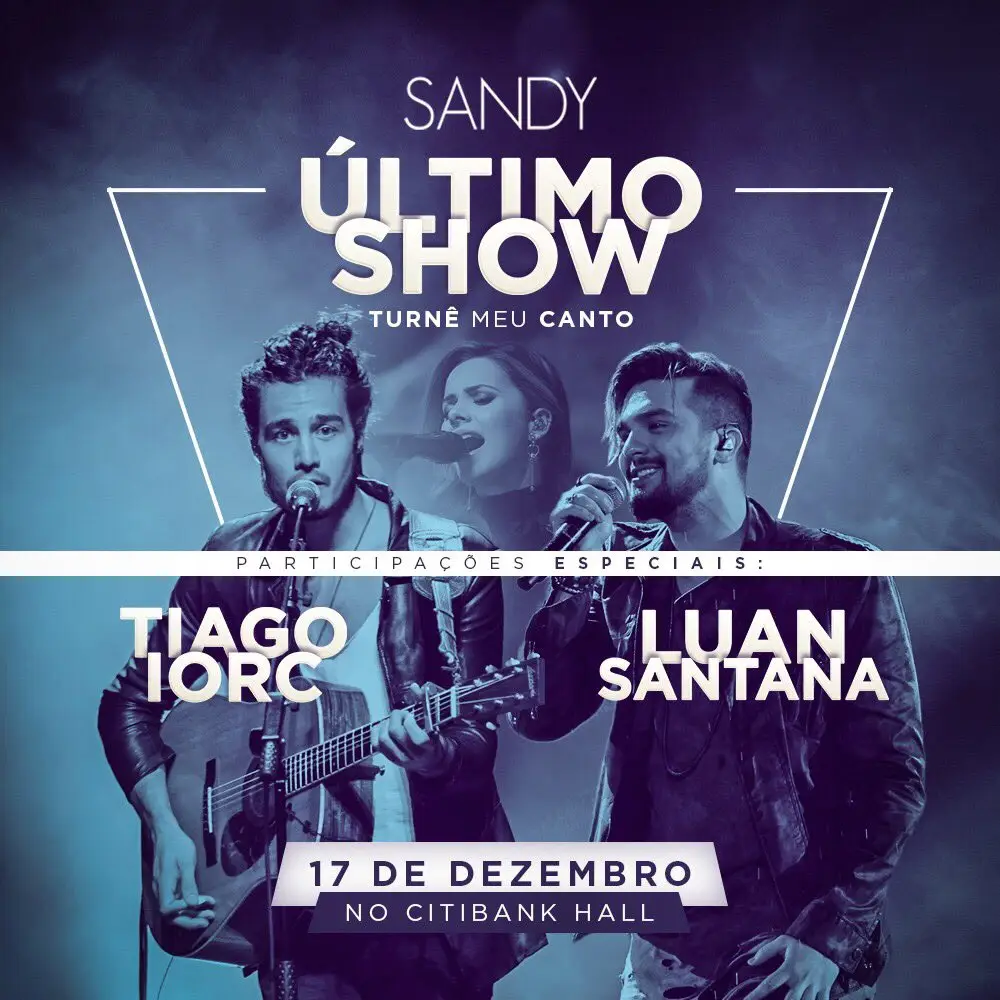 SANDY
ÚLTIMO
SHOW
TURNÊ MEU CANTO
PARTICIPAÇÕES ESPECIAIS:
TIAGO
IORC
LUAN
SANTANA
17 DE DEZEMBRO
NO CITIBANK HALL